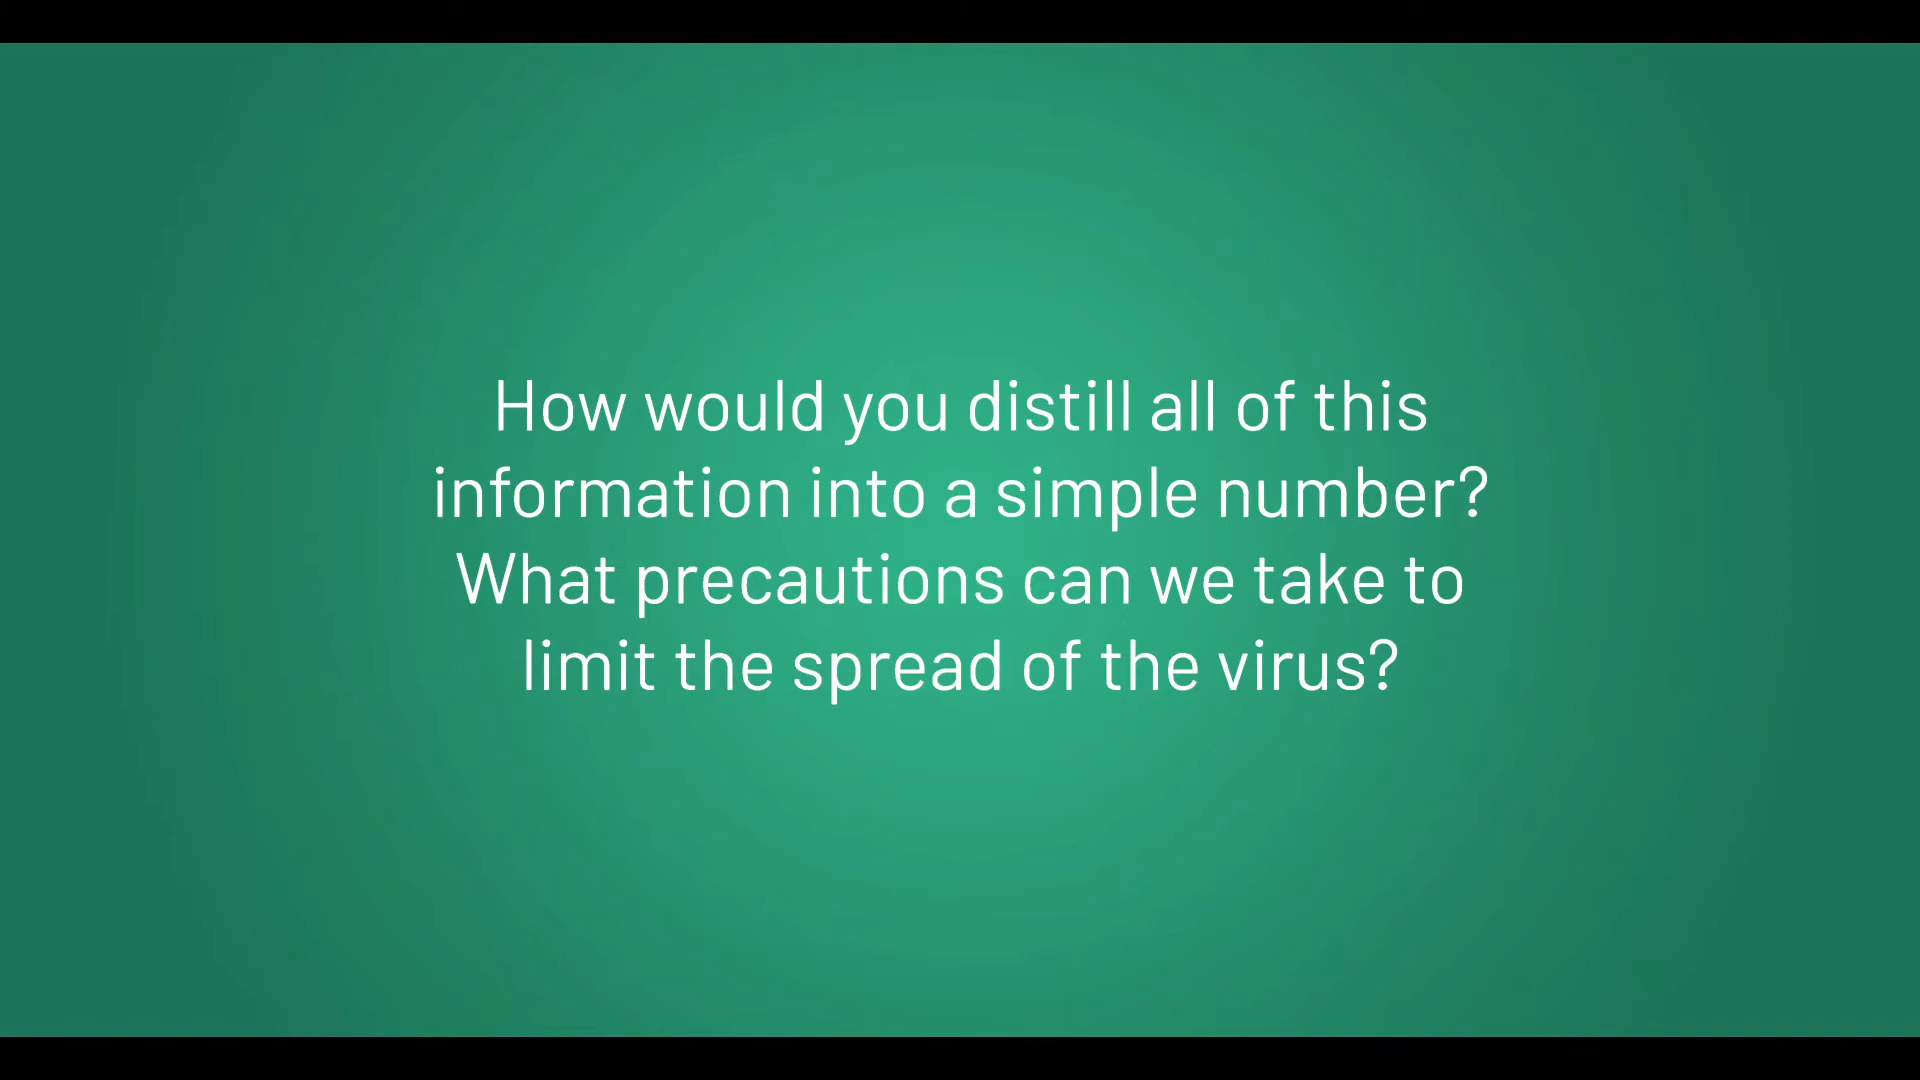 How would you distill all of this
information into a simple number?
What precautions can we take to
limit the spread of the virus?